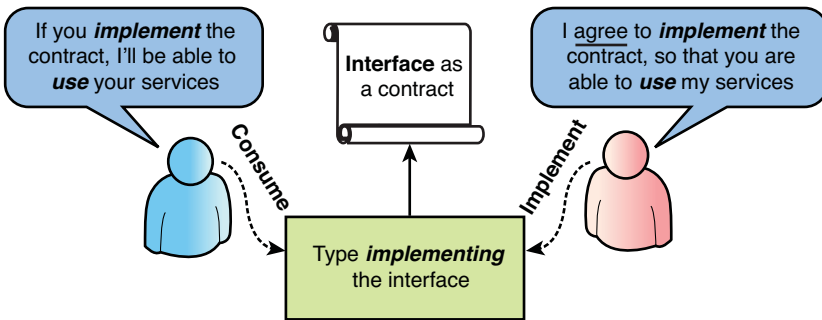 If you implement the
contract, I'll be able to
use your services
Interface as
a contract
I agree to implement the
contract, so that you are
able to use my services
Consume
Implement
Type implementing
the interface